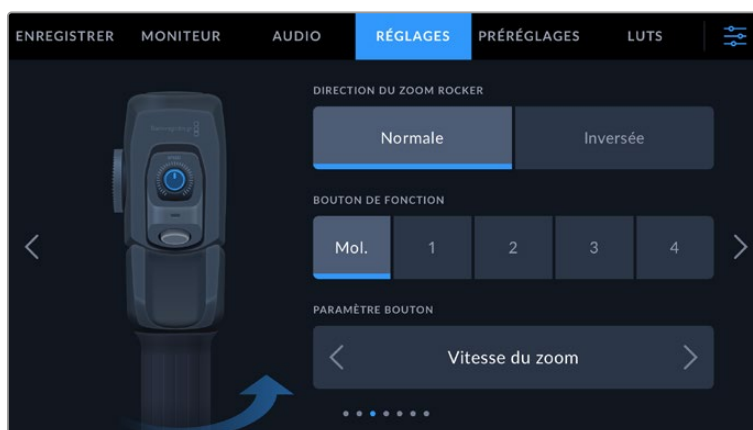 ENREGISTRER MONITEUR AUDIO RÉGLAGES PRÉRÉGLAGES LUTS
DIRECTION DU ZOOM ROCKER
Normale Inversée
BOUTON DE FONCTION
Mol. 1 2 3 4
PARAMÈTRE BOUTON
Vitesse du zoom